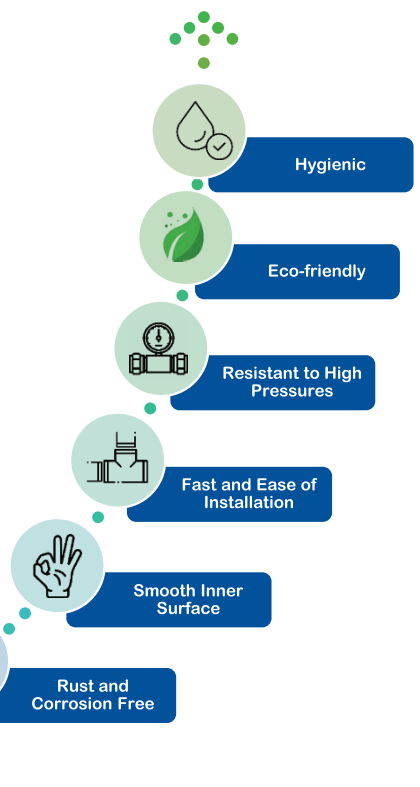 Hygienic
Eco-friendly
Resistant to High
Pressures
Fast and Ease of
Installation
Smooth Inner
Surface
Rust and
Corrosion Free